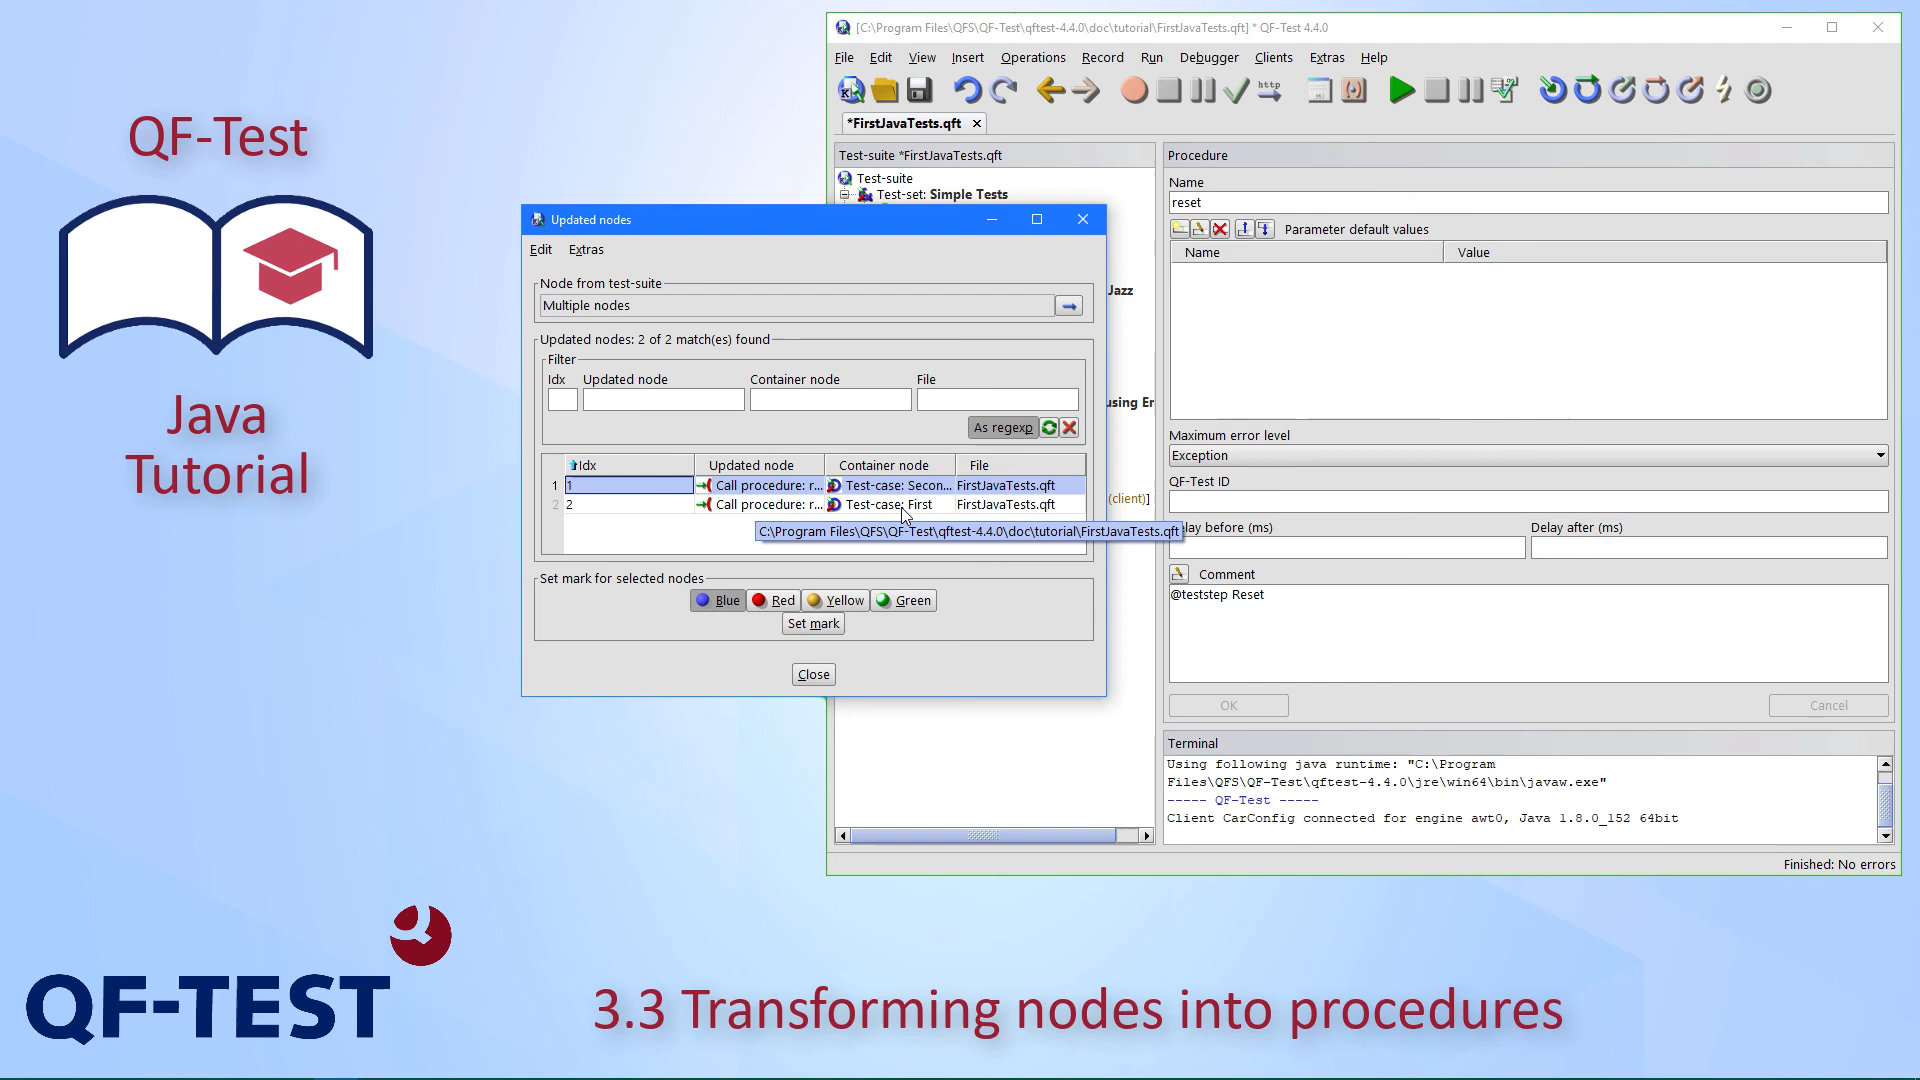 QF-Test
Java
Tutorial
QF-TEST
[C:\Program Files\QFS\QF-Test\qftest-4.4.0\doc\tutorial\FirstJavaTests.qft] * QF-Test 4.4.0
File Edit View Insert Operations Record Run Debugger Clients Extras Help
http
*FirstJavaTests.qft
Test-suite *FirstJavaTests.qft
Test-suite
Test-set: Simple Tests
Jazz
using Er
(client)]
Updated nodes
Edit Extras
Node from test-suite
Multiple nodes
Updated nodes: 2 of 2 match(es) found
Filter
Idx Updated node Container node File
As regexp
Idx Updated node Container node File
1 1 Call procedure: r... Test-case: Secon... FirstJavaTests.qft
2 2 Call procedure: r... Test-case: First FirstJavaTests.qft
C:\Program Files\QFS\QF-Test\qftest-4.4.0\doc\tutorial\FirstJavaTests.qft
Set mark for selected nodes
Blue Red Yellow Green
Set mark
Close
Procedure
Name
reset
Parameter default values
Name Value
Maximum error level
Exception
QF-Test ID
lay before (ms) Delay after (ms)
Comment
@teststep Reset
OK Cancel
Terminal
Using following java runtime: "C:\Program
Files\QFS\QF-Test\qftest-4.4.0\jre\win64\bin\javaw.exe"
----- QF-Test -----
Client CarConfig connected for engine awt0, Java 1.8.0_152 64bit
Finished: No errors
3.3 Transforming nodes into procedures